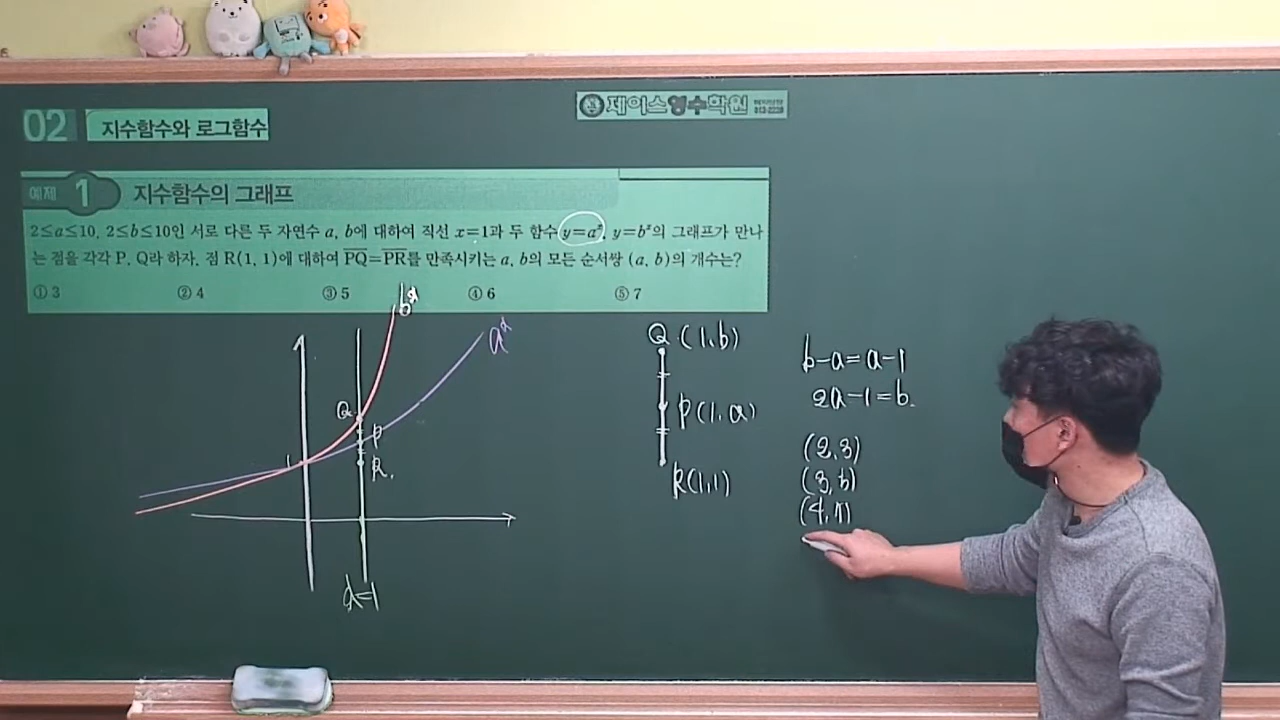 02 지수함수와 로그함수
제이스영수학원
예제 1 지수함수의 그래프
2≤a≤10, 2≤b≤10인 서로 다른 두 자연수 a, b에 대하여 직선 x=1과 두 함수 y=aˣ, y=bˣ의 그래프가 만나
는 점을 각각 P, Q라 하자. 점 R(1, 1)에 대하여 P̅Q̅=P̅R̅를 만족시키는 a, b의 모든 순서쌍 (a, b)의 개수는?
① 3 ② 4 ③ 5 ④ 6 ⑤ 7
bˣ
aˣ
Q
P
1
R
x=1
Q(1,b)
P(1,a)
R(1,1)
b-a=a-1
2a-1=b
(2,3)
(3,5)
(4,7)